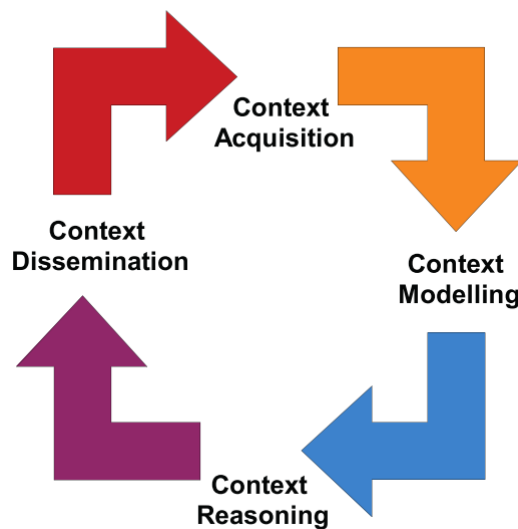 Context
Acquisition
Context
Modelling
Context
Reasoning
Context
Dissemination